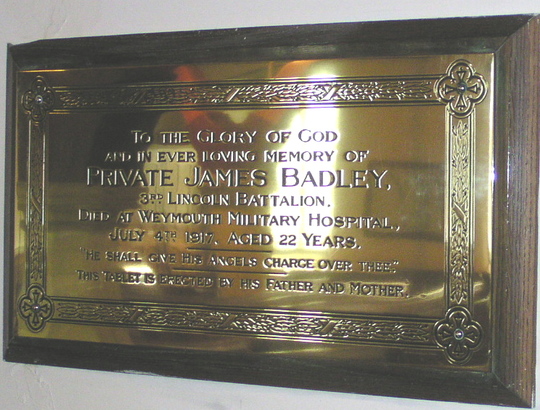 TO THE GLORY OF GOD
AND IN EVER LOVING MEMORY OF
PRIVATE JAMES BADLEY,
3RD LINCOLN BATTALION.
DIED AT WEYMOUTH MILITARY HOSPITAL,
JULY 4TH 1917. AGED 22 YEARS.
"HE SHALL GIVE HIS ANGELS CHARGE OVER THEE."
THIS TABLET IS ERECTED BY HIS FATHER AND MOTHER.